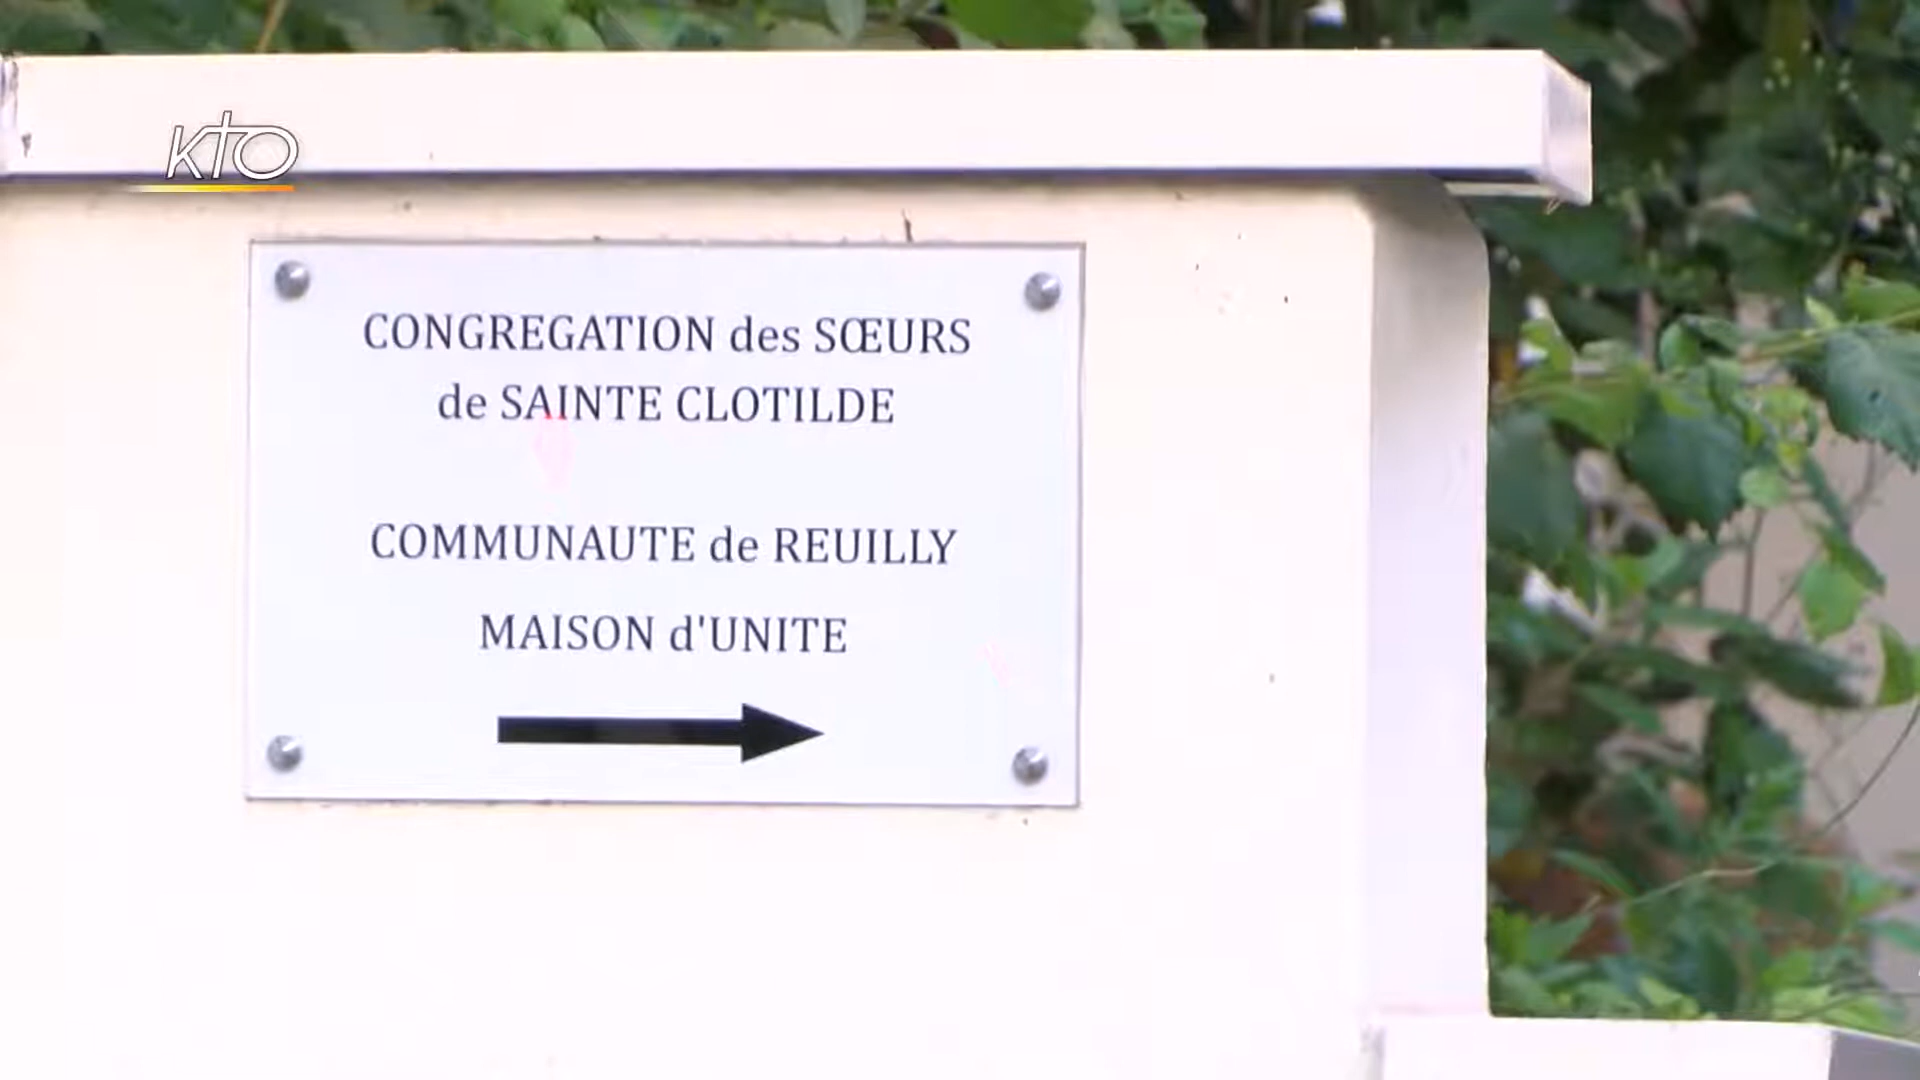 KTO
CONGREGATION des SŒURS
de SAINTE CLOTILDE
COMMUNAUTE de REUILLY
MAISON d'UNITE